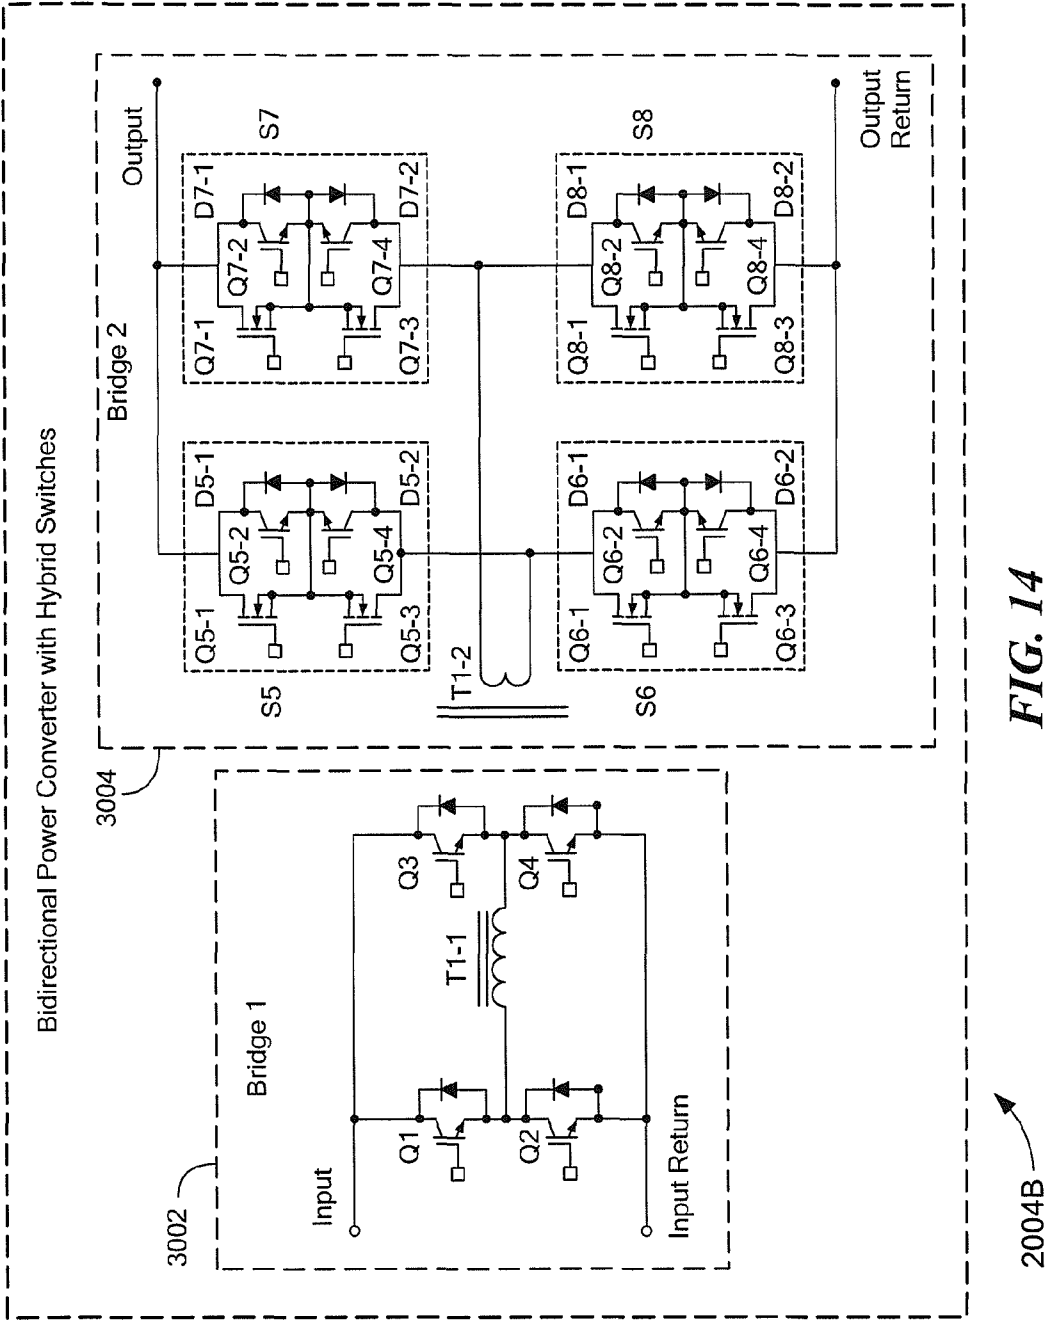 Bidirectional Power Converter with Hybrid Switches
3002
Bridge 1
Input
Q1
Q2
T1-1
Q3
Q4
Input Return
3004
Bridge 2
Output
S5
Q5-1
Q5-2
D5-1
Q5-3
Q5-4
D5-2
Q7-1
Q7-2
D7-1
S7
Q7-3
Q7-4
D7-2
T1-2
S6
Q6-1
Q6-2
D6-1
Q6-3
Q6-4
D6-2
Q8-1
Q8-2
D8-1
S8
Q8-3
Q8-4
D8-2
Output
Return
2004B
FIG. 14